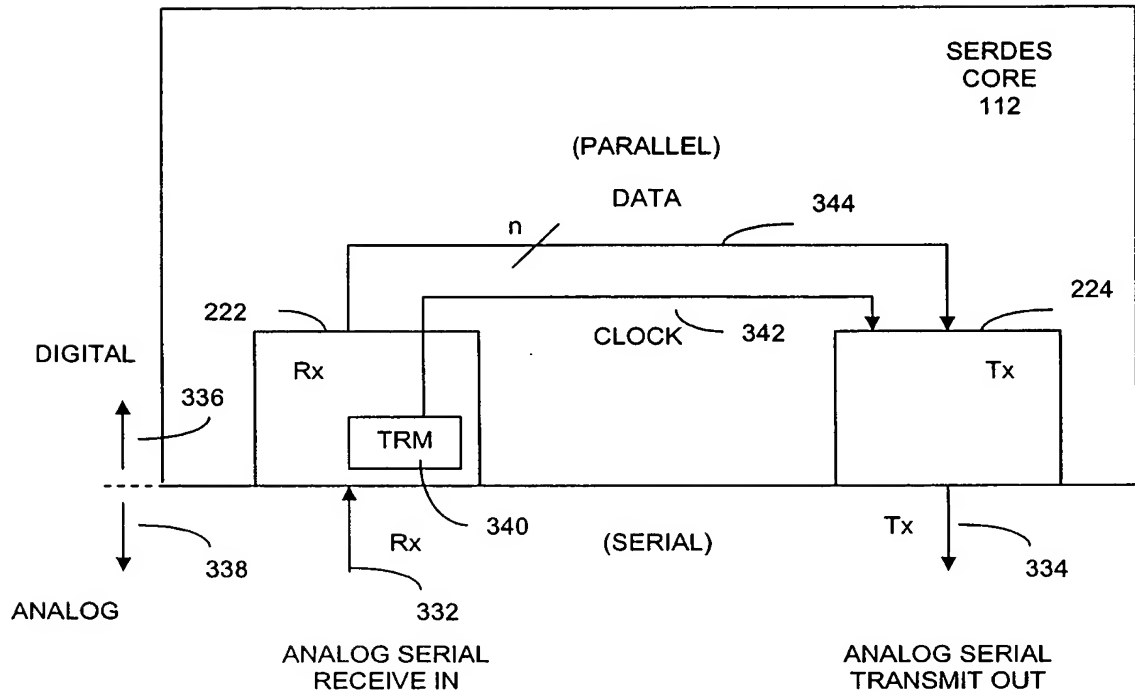 SERDES
CORE
112
(PARALLEL)
DATA
n
344
222
224
CLOCK
342
DIGITAL
Rx
Tx
336
TRM
340
Rx
(SERIAL)
Tx
338
332
334
ANALOG
ANALOG SERIAL
RECEIVE IN
ANALOG SERIAL
TRANSMIT OUT